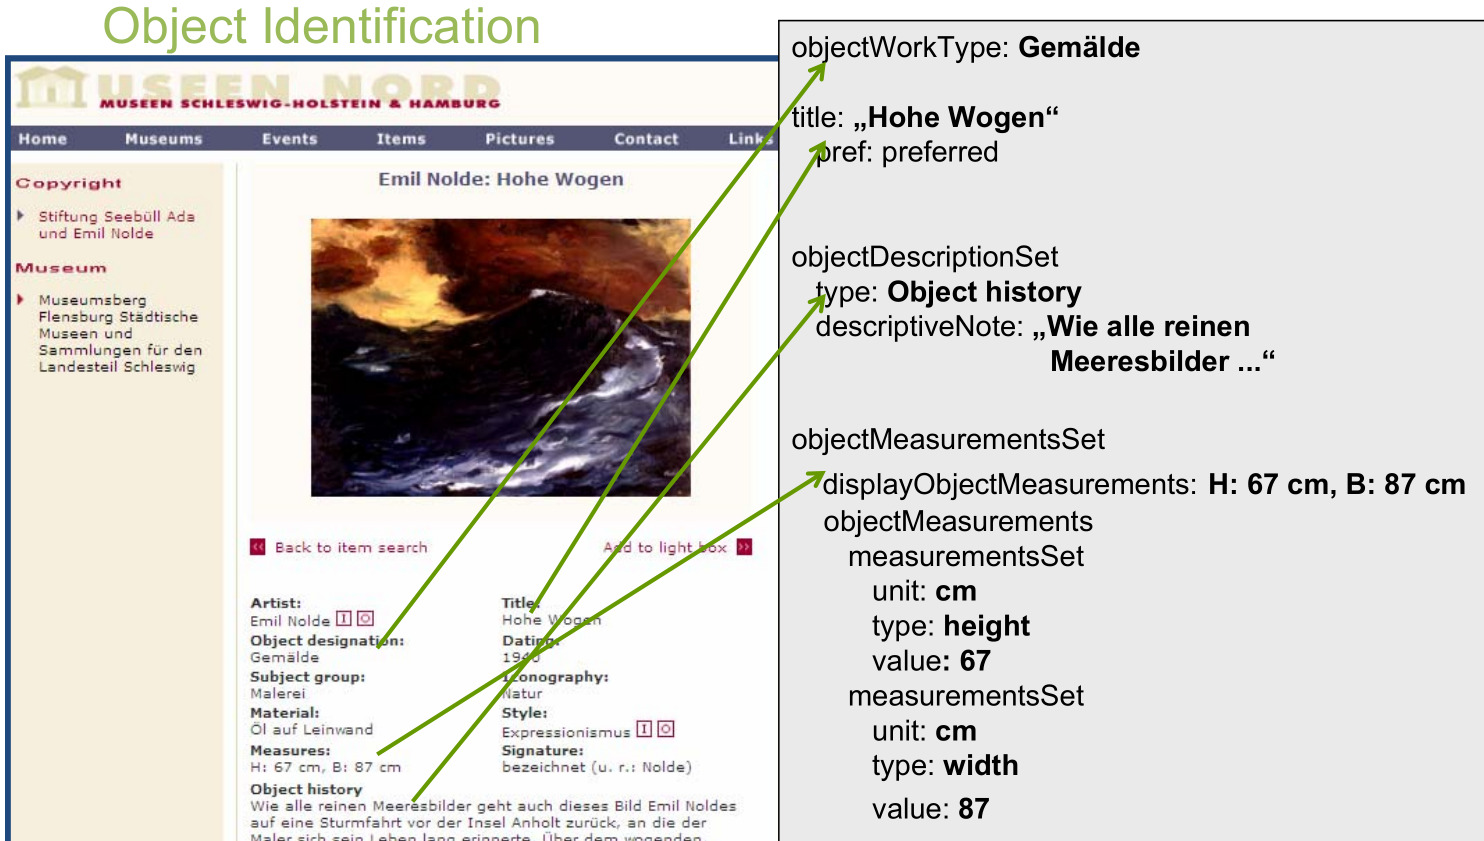 Object Identification
USEEN NORD
MUSEEN SCHLESWIG-HOLSTEIN & HAMBURG
Home Museums Events Items Pictures Contact Links
Copyright
Stiftung Seebüll Ada
und Emil Nolde
Museum
Museumsberg
Flensburg Städtische
Museen und
Sammlungen für den
Landesteil Schleswig
Emil Nolde: Hohe Wogen
Back to item search
Add to light box
Artist:
Emil Nolde I O
Object designation:
Gemälde
Subject group:
Malerei
Material:
Öl auf Leinwand
Measures:
H: 67 cm, B: 87 cm
Title:
Hohe Wogen
Dating:
1940
Iconography:
Natur
Style:
Expressionismus I O
Signature:
bezeichnet (u. r.: Nolde)
Object history
Wie alle reinen Meeresbilder geht auch dieses Bild Emil Noldes
auf eine Sturmfahrt vor der Insel Anholt zurück, an die der
Maler sich sein Leben lang erinnerte. Über dem wogenden,
objectWorkType: Gemälde
title: „Hohe Wogen“
pref: preferred
objectDescriptionSet
type: Object history
descriptiveNote: „Wie alle reinen
Meeresbilder ...“
objectMeasurementsSet
displayObjectMeasurements: H: 67 cm, B: 87 cm
objectMeasurements
measurementsSet
unit: cm
type: height
value: 67
measurementsSet
unit: cm
type: width
value: 87